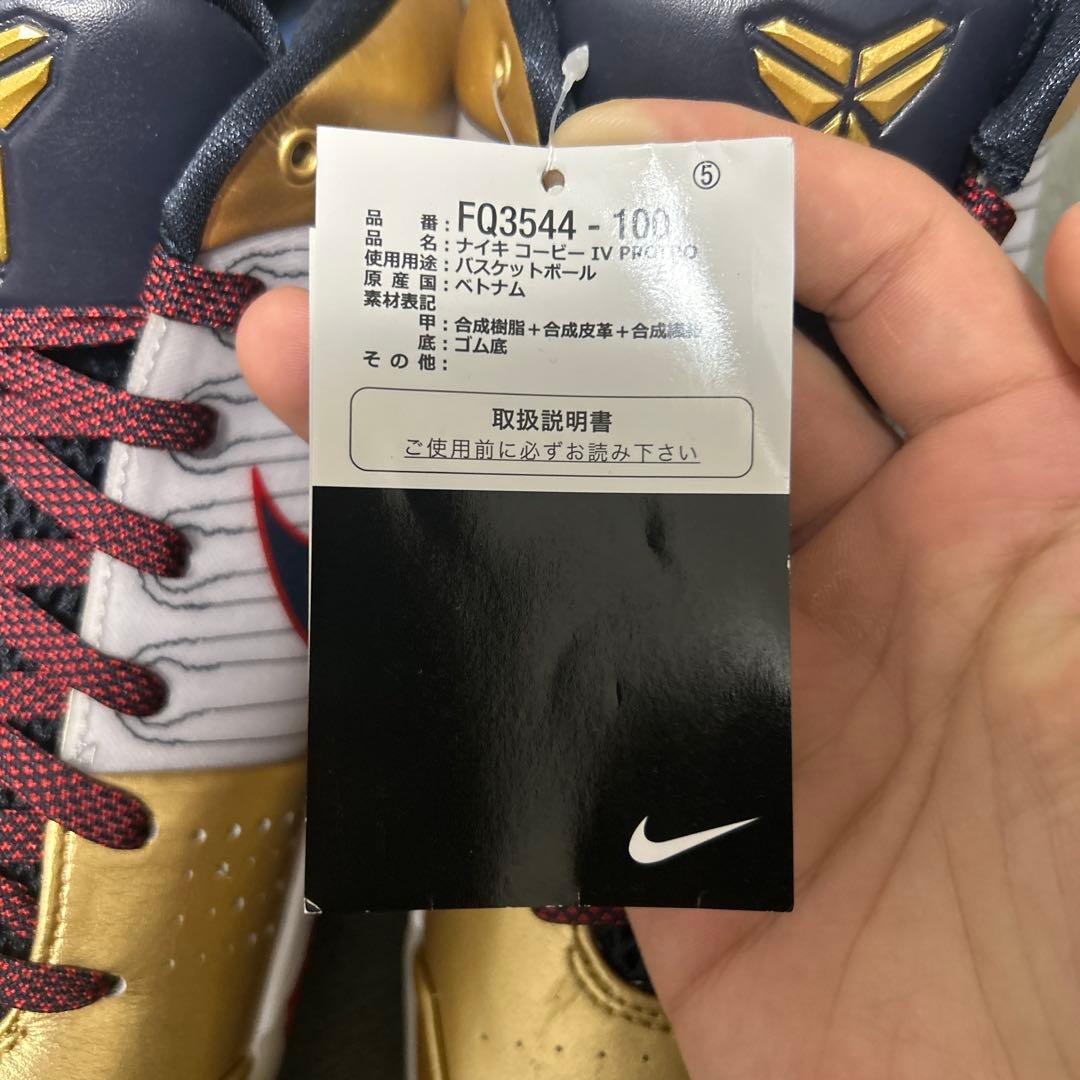 ⑤
品 番：FQ3544 - 100
品 名：ナイキ コービー IV PROTRO
使用用途：バスケットボール
原 産 国：ベトナム
素材表記
甲：合成樹脂＋合成皮革＋合成繊維
底：ゴム底
そ の 他：
取扱説明書
ご使用前に必ずお読み下さい